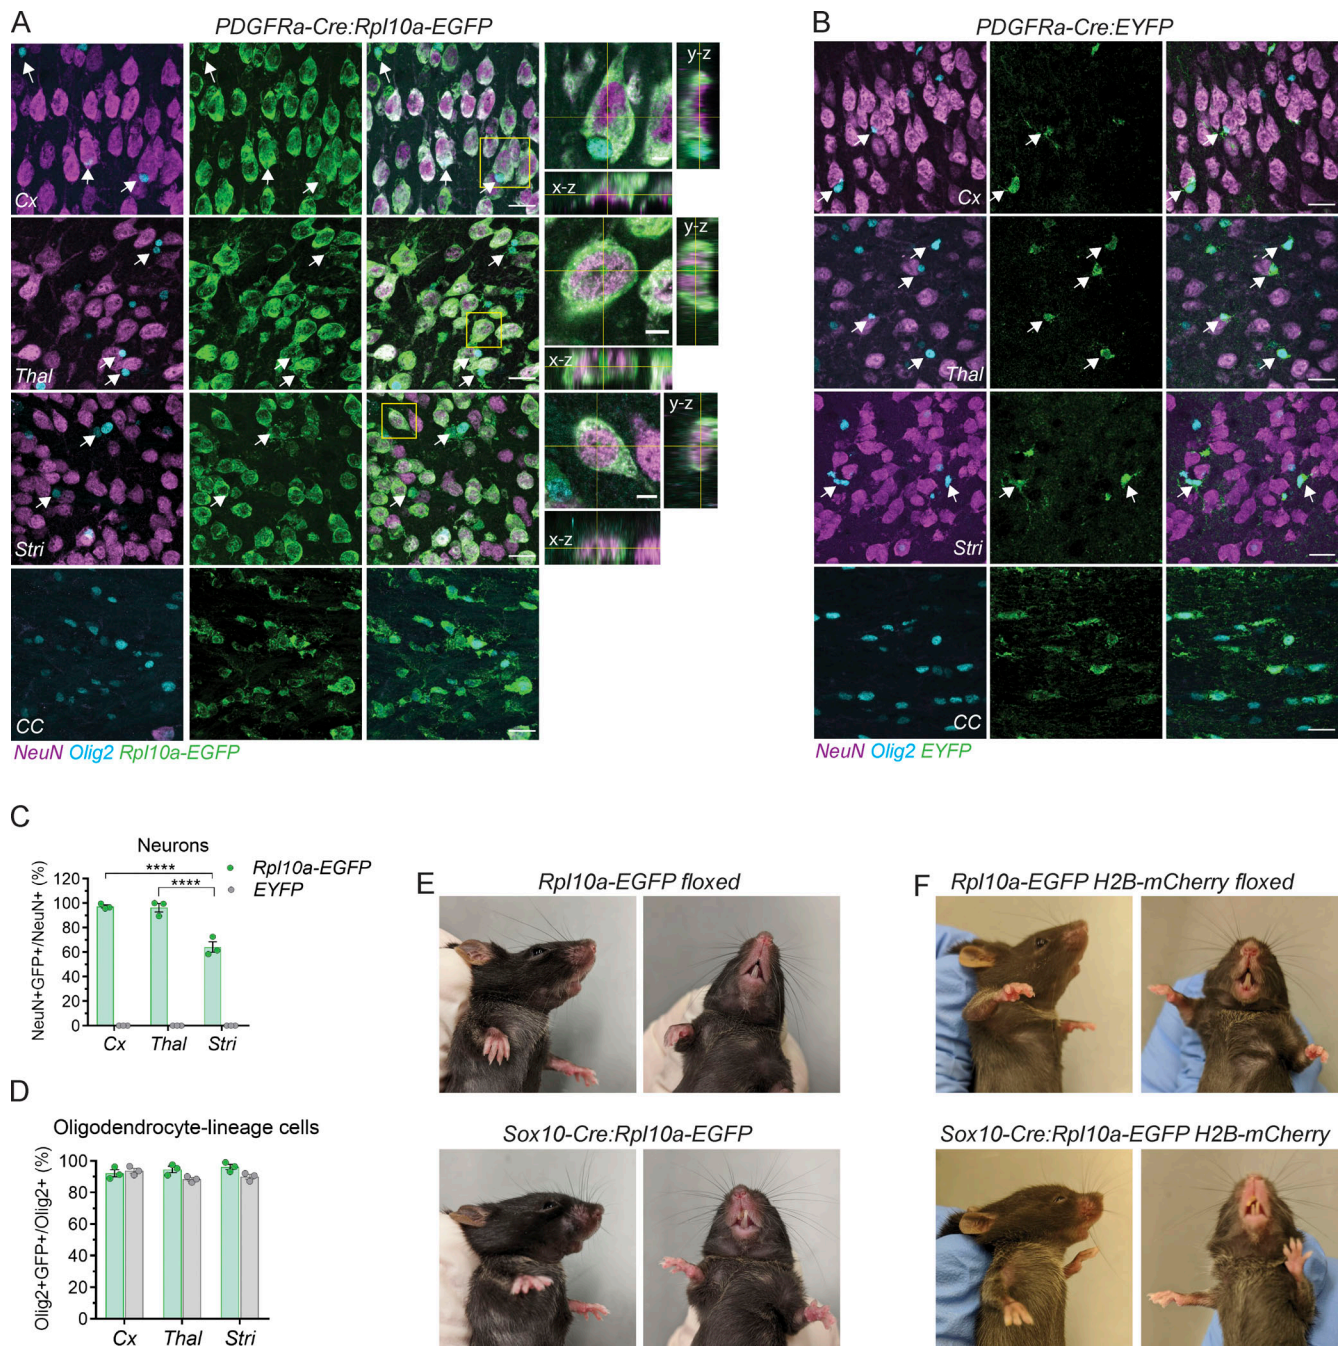 A
PDGFRa-Cre:Rpl10a-EGFP
y-z
Cx
x-z
y-z
Thal
x-z
y-z
Stri
x-z
CC
NeuN Olig2 Rpl10a-EGFP
B
PDGFRa-Cre:EYFP
Cx
Thal
Stri
CC
NeuN Olig2 EYFP
C
Neurons
Rpl10a-EGFP
EYFP
****
****
NeuN+GFP+/NeuN+ (%)
120
100
80
60
40
20
0
Cx Thal Stri
D
Oligodendrocyte-lineage cells
Olig2+GFP+/Olig2+ (%)
100
80
60
40
20
0
Cx Thal Stri
E
Rpl10a-EGFP floxed
Sox10-Cre:Rpl10a-EGFP
F
Rpl10a-EGFP H2B-mCherry floxed
Sox10-Cre:Rpl10a-EGFP H2B-mCherry